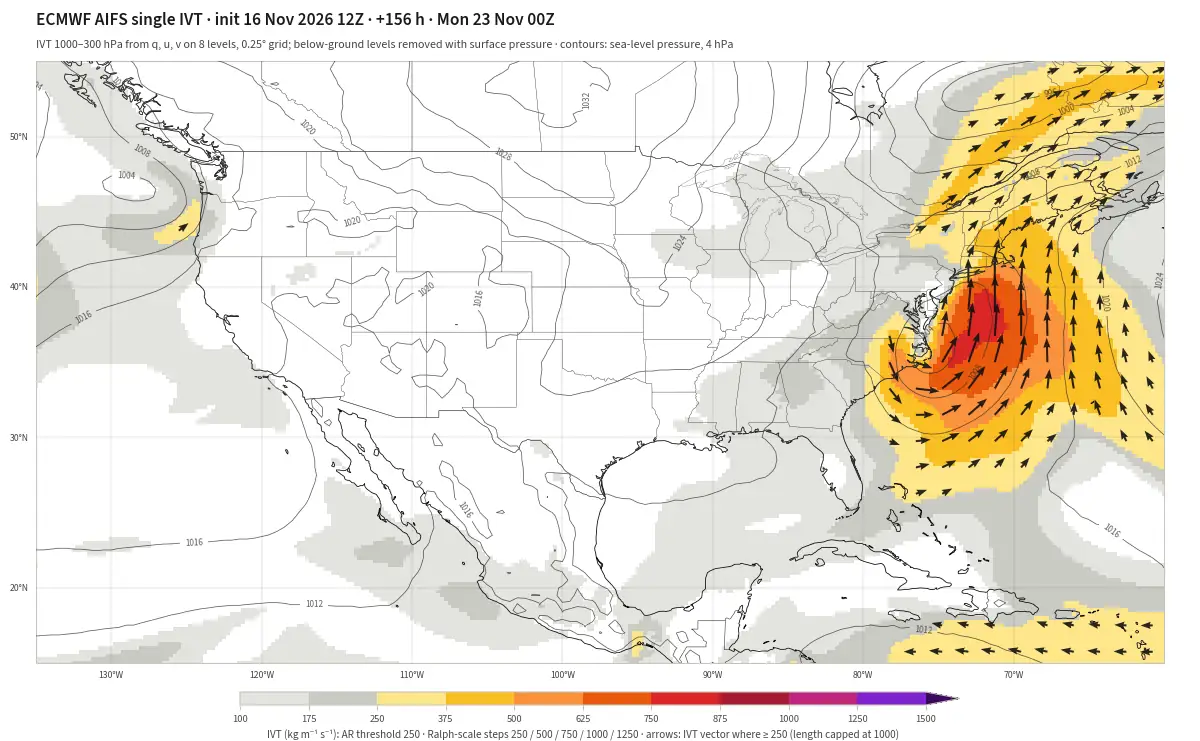 ECMWF AIFS single IVT · init 16 Nov 2026 12Z · +156 h · Mon 23 Nov 00Z
IVT 1000–300 hPa from q, u, v on 8 levels, 0.25° grid; below-ground levels removed with surface pressure · contours: sea-level pressure, 4 hPa
1032
1000
1004
50°N
1020
1008
1028
1012
1008
1004
1020
1024
1024
40°N
1020
1016
1020
1016
30°N
1016
1016
1016
20°N
1012
1012
130°W 120°W 110°W 100°W 90°W 80°W 70°W
100 175 250 375 500 625 750 875 1000 1250 1500
IVT (kg m⁻¹ s⁻¹): AR threshold 250 · Ralph-scale steps 250 / 500 / 750 / 1000 / 1250 · arrows: IVT vector where ≥ 250 (length capped at 1000)